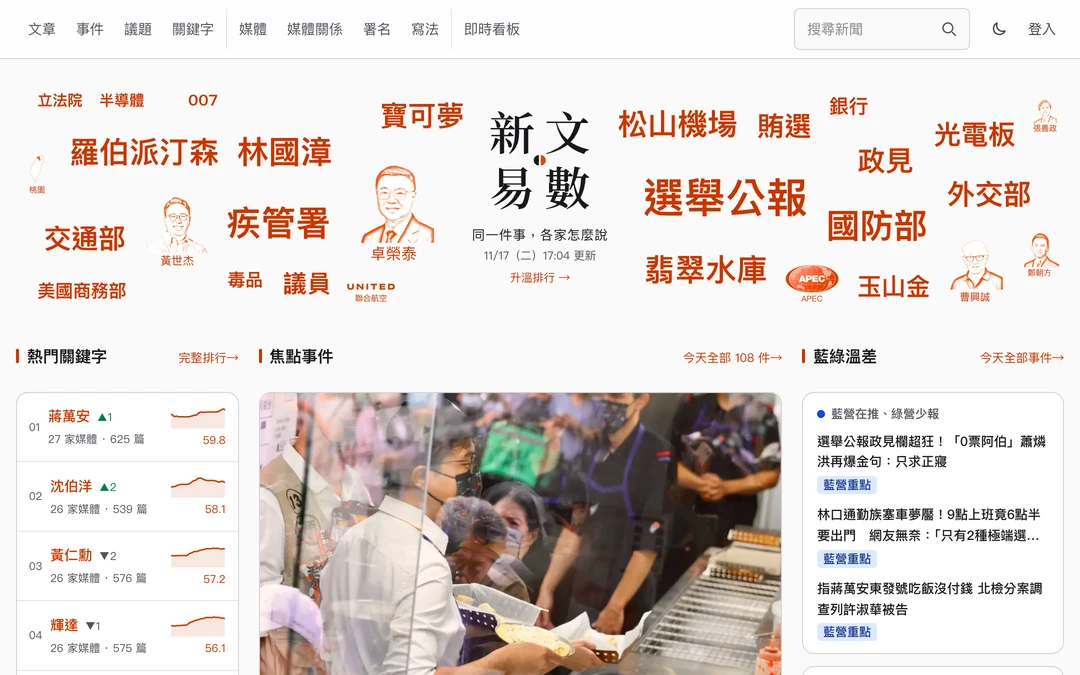 文章 事件 議題 關鍵字 媒體 媒體關係 署名 寫法 即時看板 搜尋新聞 登入
立法院 半導體 007
寶可夢
羅伯派汀森 林國漳
桃園
疾管署
交通部
黃世杰
卓榮泰
毒品 議員
美國商務部
UNITED
聯合航空
新文
易數
同一件事，各家怎麼說
11/17（二）17:04 更新
升溫排行 →
銀行
松山機場 賄選
光電板
張善政
政見
選舉公報
外交部
國防部
翡翠水庫
APEC
APEC
玉山金
曹興誠
鄭朝方
熱門關鍵字
完整排行→
01 蔣萬安 ▲1
27 家媒體 · 625 篇
59.8
02 沈伯洋 ▲2
26 家媒體 · 539 篇
58.1
03 黃仁勳 ▼2
26 家媒體 · 576 篇
57.2
04 輝達 ▼1
26 家媒體 · 575 篇
56.1
焦點事件
今天全部 108 件→
藍綠溫差
今天全部事件→
藍營在推、綠營少報
選舉公報政見欄超狂！「0票阿伯」蕭燐
洪再爆金句：只求正寢
藍營重點
林口通勤族塞車夢魘！9點上班竟6點半
要出門　網友無奈：「只有2種極端選…
藍營重點
指蔣萬安東發號吃飯沒付錢 北檢分案調
查列許淑華被告
藍營重點